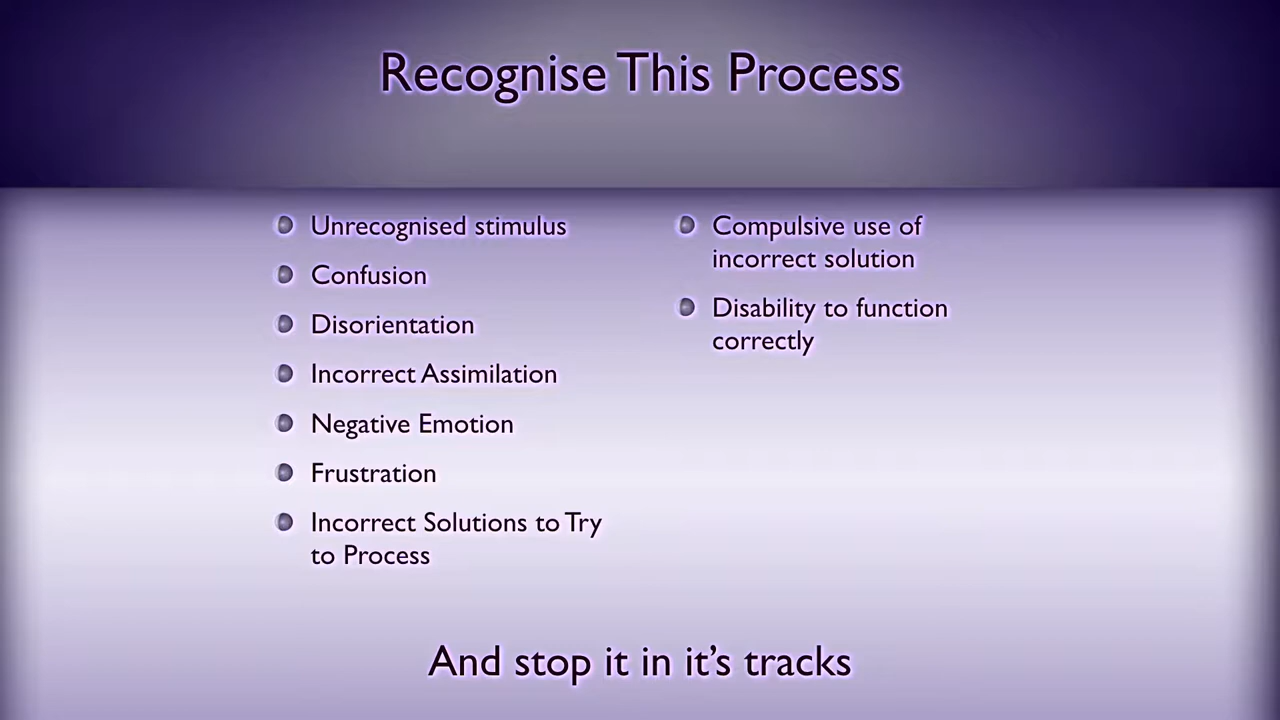 Recognise This Process
Unrecognised stimulus
Confusion
Disorientation
Incorrect Assimilation
Negative Emotion
Frustration
Incorrect Solutions to Try
to Process
Compulsive use of
incorrect solution
Disability to function
correctly
And stop it in it’s tracks